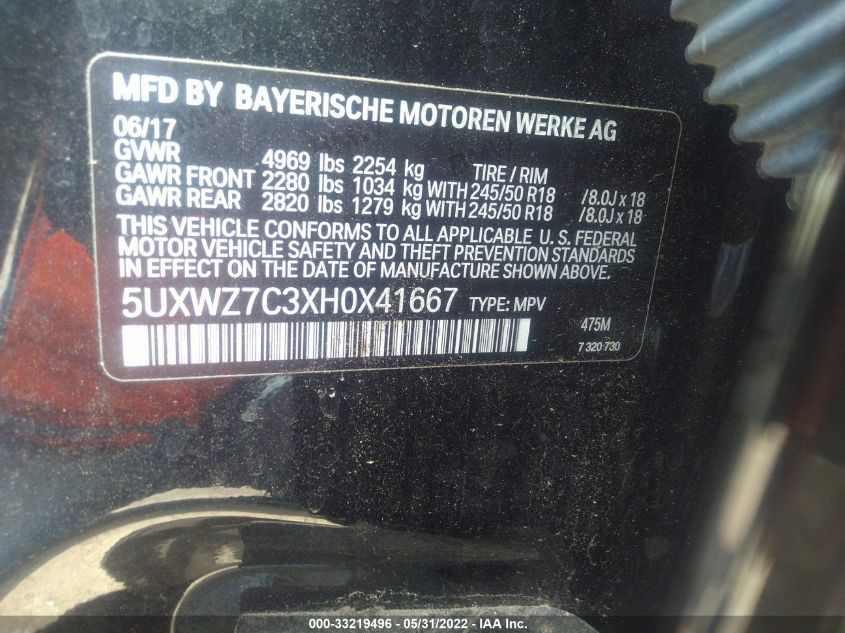 MFD BY BAYERISCHE MOTOREN WERKE AG
06/17
GVWR 4969 lbs 2254 kg TIRE / RIM
GAWR FRONT 2280 lbs 1034 kg WITH 245/50 R18 /8.0J x 18
GAWR REAR 2820 lbs 1279 kg WITH 245/50 R18 /8.0J x 18
THIS VEHICLE CONFORMS TO ALL APPLICABLE U.S. FEDERAL
MOTOR VEHICLE SAFETY AND THEFT PREVENTION STANDARDS
IN EFFECT ON THE DATE OF MANUFACTURE SHOWN ABOVE.
5UXWZ7C3XH0X41667 TYPE: MPV
475M
7 320 730
000-33219496 - 05/31/2022 - IAA Inc.